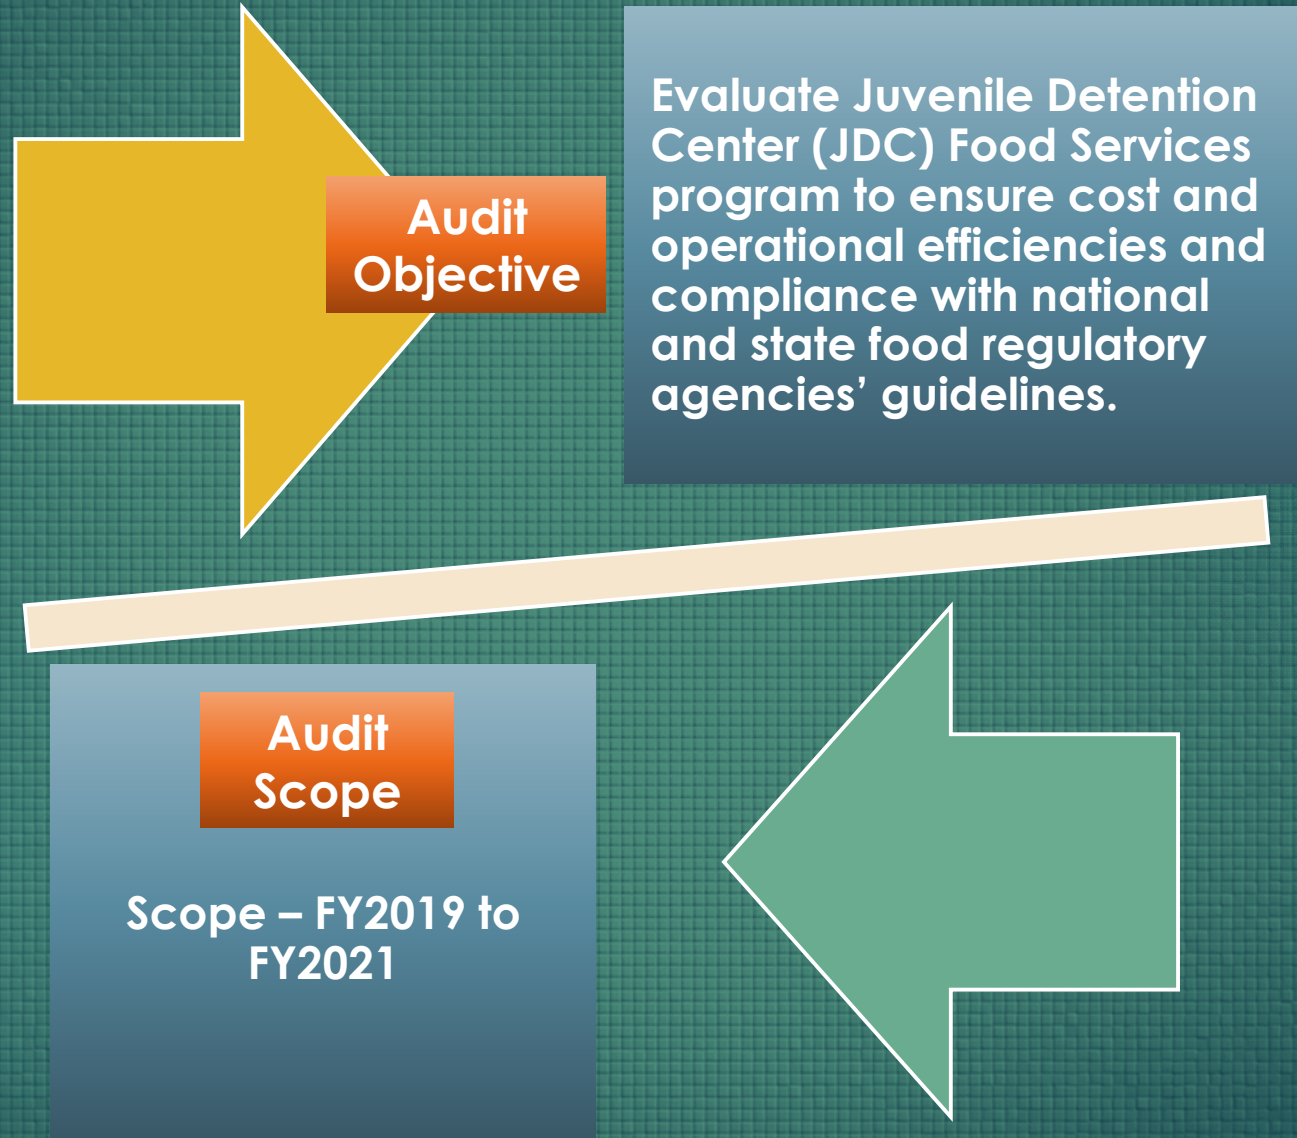 Audit
Objective
Evaluate Juvenile Detention
Center (JDC) Food Services
program to ensure cost and
operational efficiencies and
compliance with national
and state food regulatory
agencies’ guidelines.
Audit
Scope
Scope – FY2019 to
FY2021